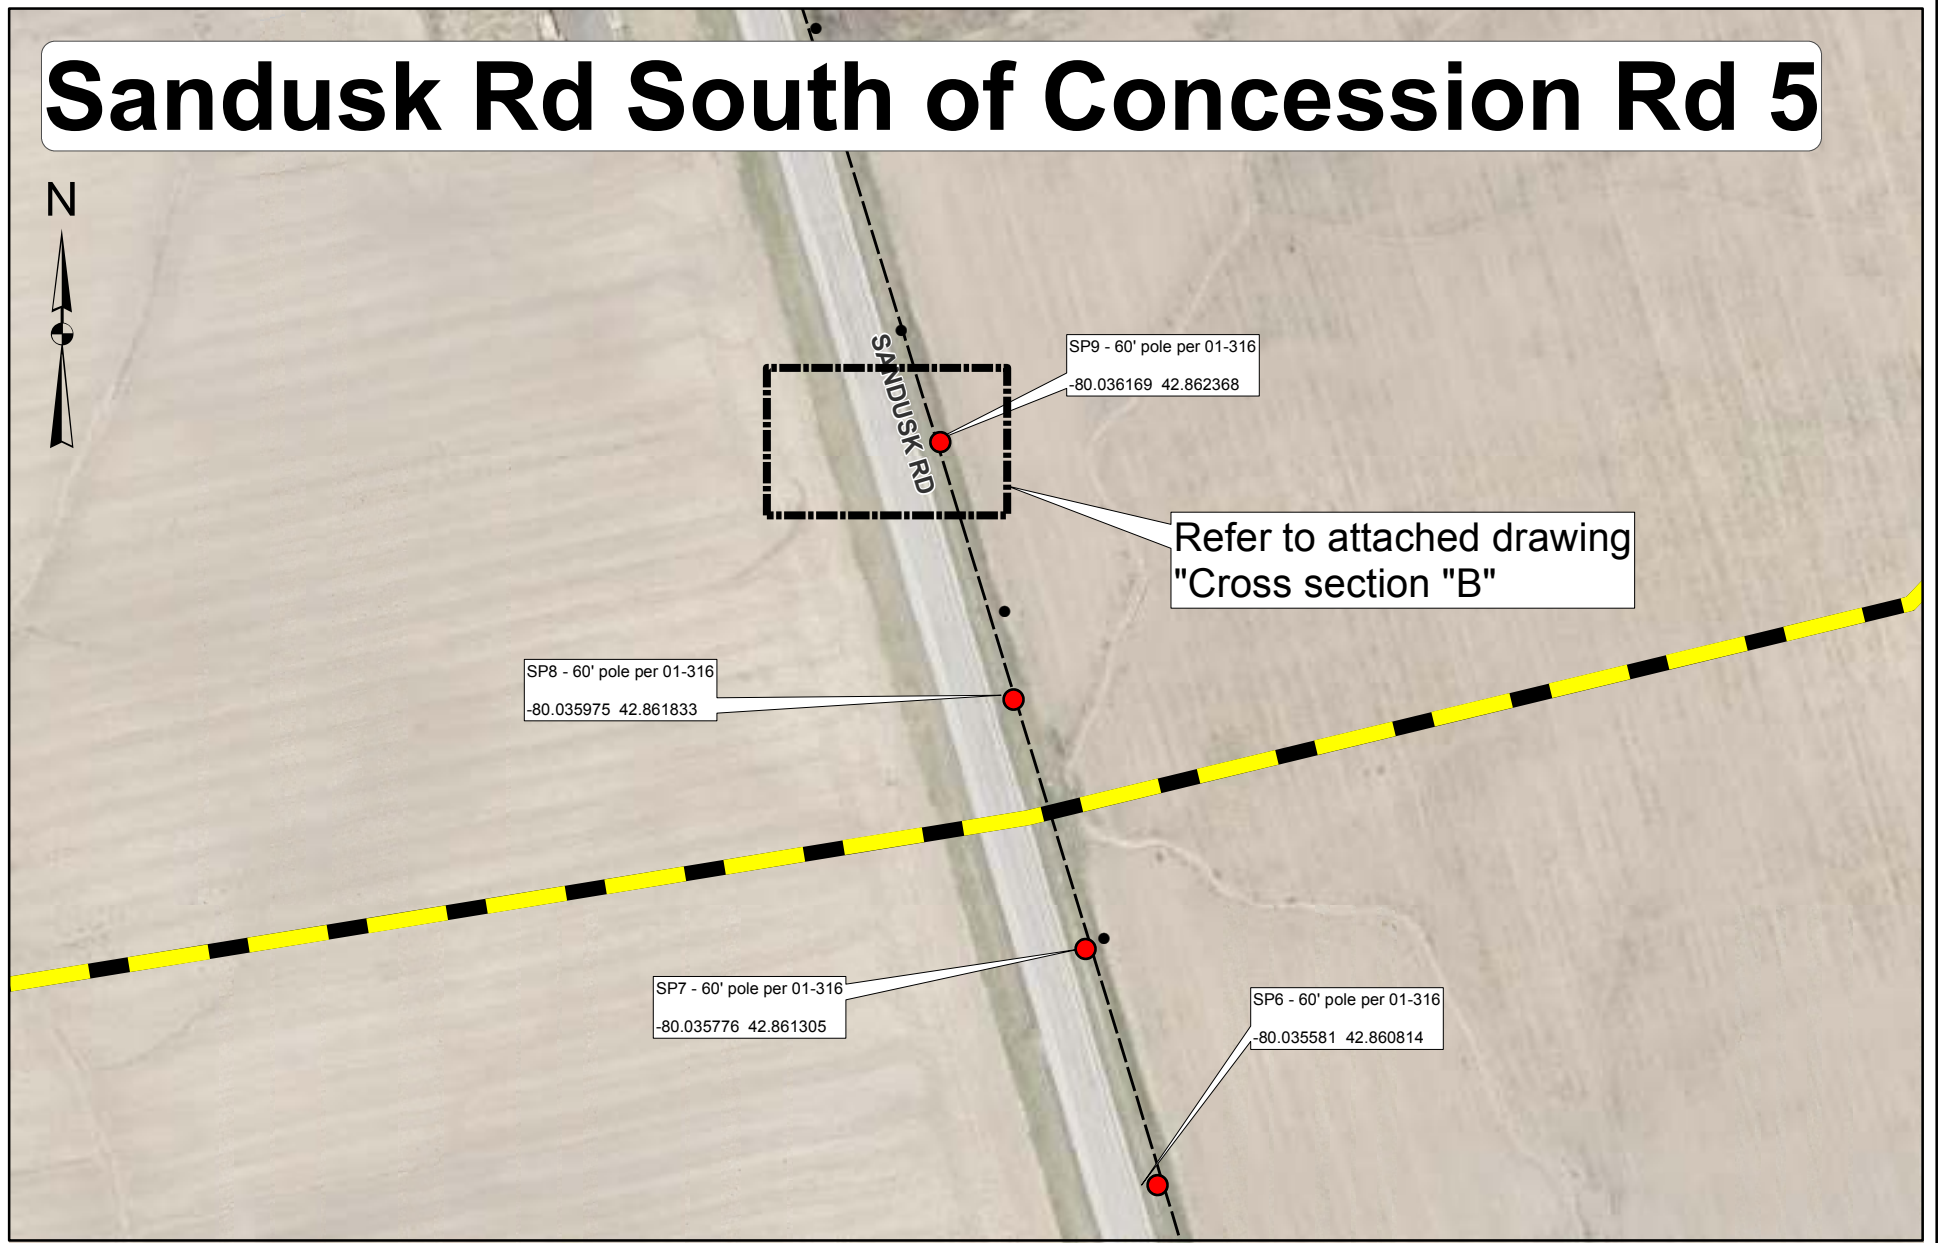 Sandusk Rd South of Concession Rd 5
N
SANDUSK RD
SP9 - 60' pole per 01-316
-80.036169 42.862368
Refer to attached drawing
"Cross section "B"
SP8 - 60' pole per 01-316
-80.035975 42.861833
SP7 - 60' pole per 01-316
-80.035776 42.861305
SP6 - 60' pole per 01-316
-80.035581 42.860814